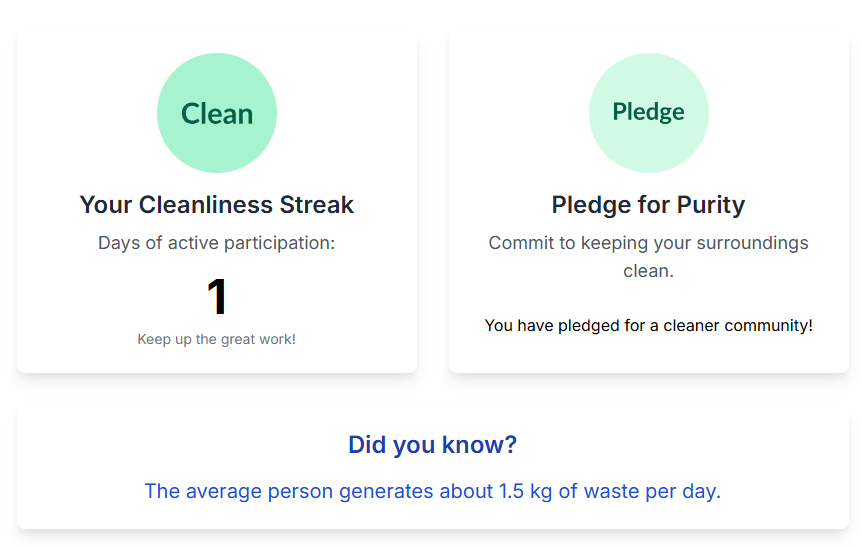 Clean
Your Cleanliness Streak
Days of active participation:
1
Keep up the great work!
Pledge
Pledge for Purity
Commit to keeping your surroundings
clean.
You have pledged for a cleaner community!
Did you know?
The average person generates about 1.5 kg of waste per day.